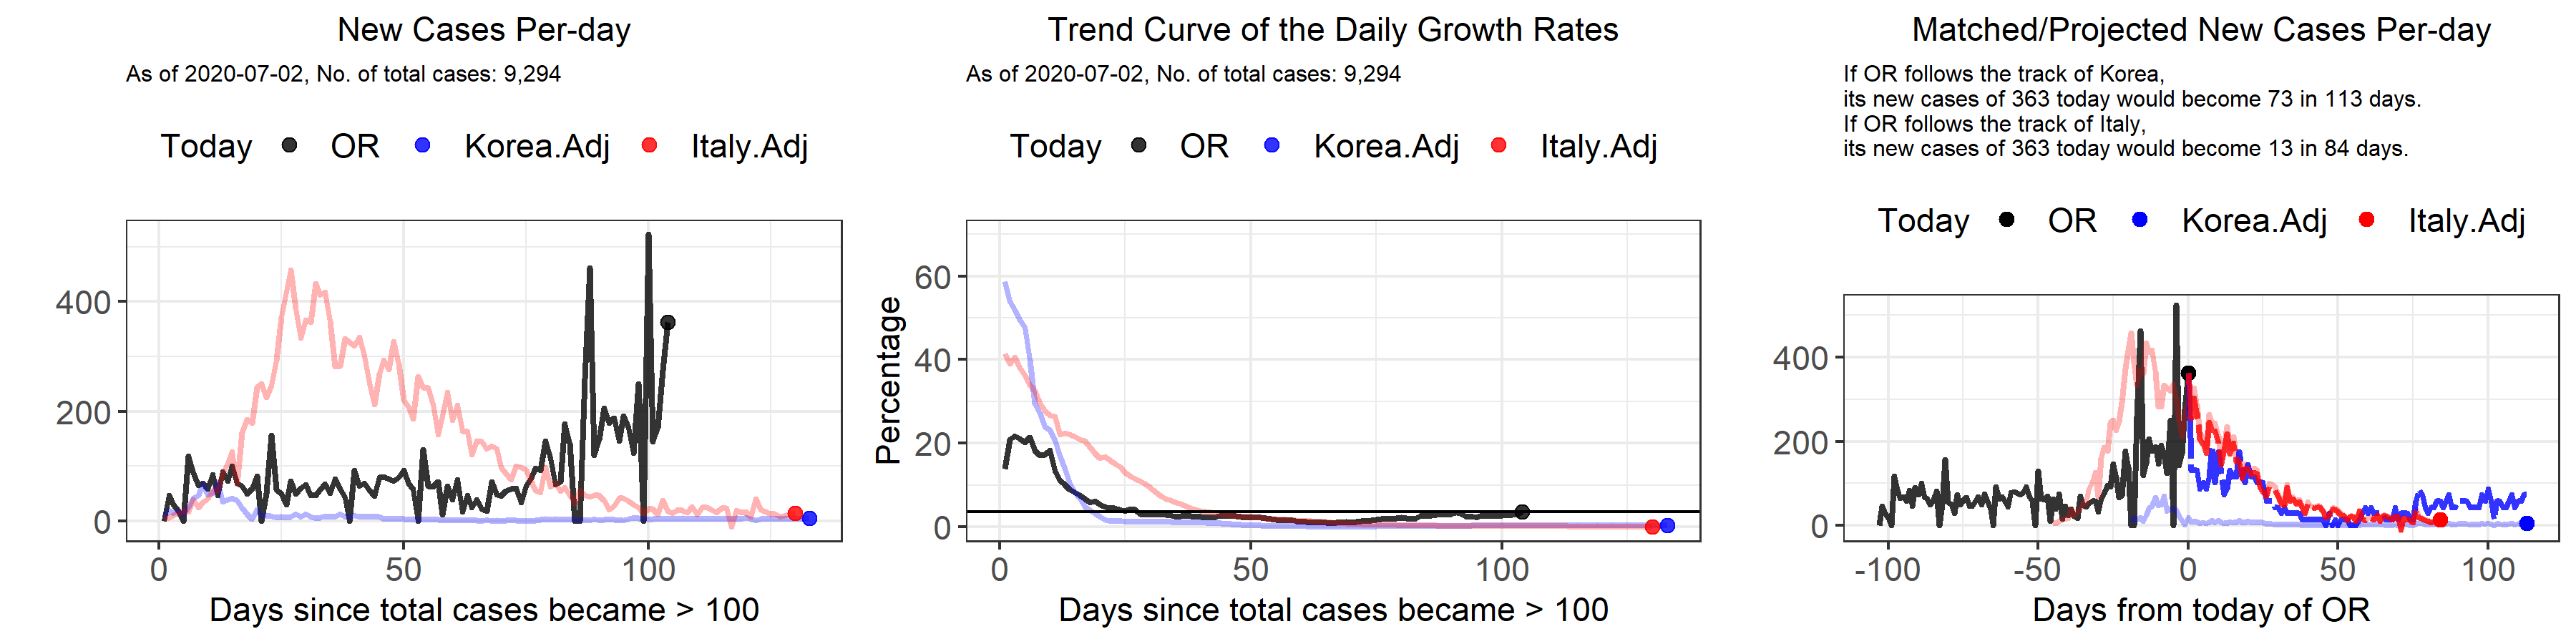 New Cases Per-day
As of 2020-07-02, No. of total cases: 9,294
Today OR Korea.Adj Italy.Adj
400
200
0
0 50 100
Days since total cases became > 100
Trend Curve of the Daily Growth Rates
As of 2020-07-02, No. of total cases: 9,294
Today OR Korea.Adj Italy.Adj
Percentage
60
40
20
0
0 50 100
Days since total cases became > 100
Matched/Projected New Cases Per-day
If OR follows the track of Korea,
its new cases of 363 today would become 73 in 113 days.
If OR follows the track of Italy,
its new cases of 363 today would become 13 in 84 days.
Today OR Korea.Adj Italy.Adj
400
200
0
-100 -50 0 50 100
Days from today of OR